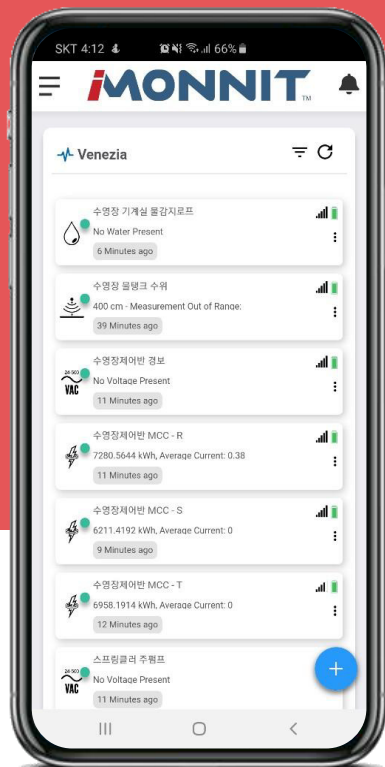 SKT 4:12
66%
iMONNIT
TM
Venezia
수영장 기계실 물감지로프
No Water Present
6 Minutes ago
수영장 물탱크 수위
400 cm - Measurement Out of Range:
39 Minutes ago
24-500
VAC
수영장제어반 경보
No Voltage Present
11 Minutes ago
수영장제어반 MCC - R
7280.5644 kWh, Average Current: 0.38
11 Minutes ago
수영장제어반 MCC - S
6211.4192 kWh, Average Current: 0
9 Minutes ago
수영장제어반 MCC - T
6958.1914 kWh, Average Current: 0
12 Minutes ago
24-500
VAC
스프링클러 주펌프
No Voltage Present
11 Minutes ago